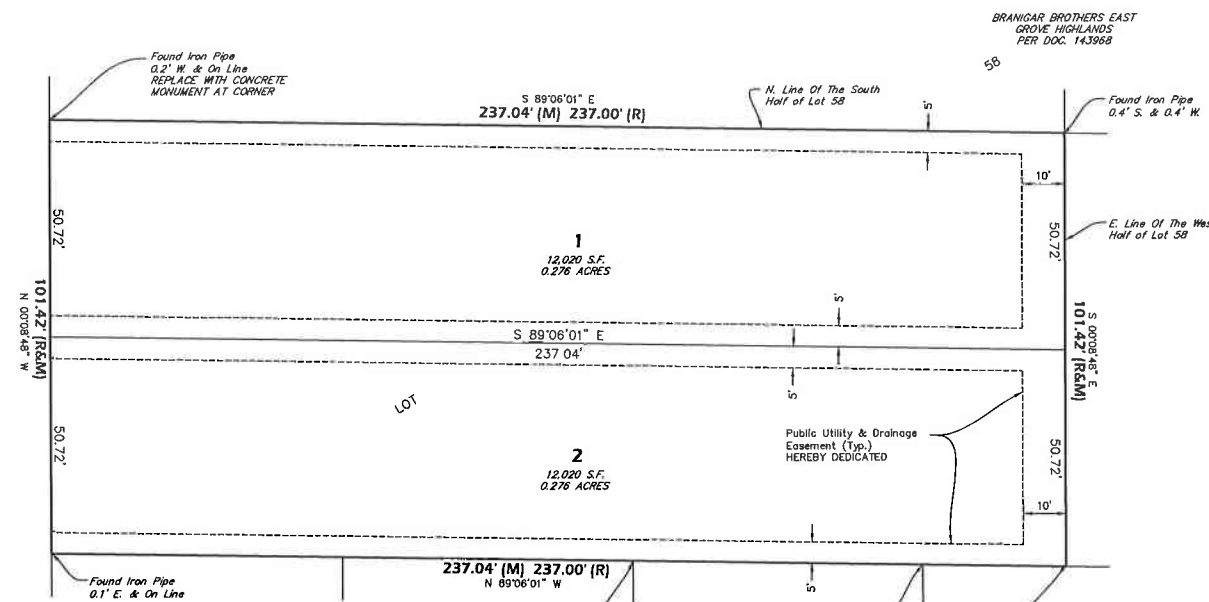 BRANIGAR BROTHERS EAST
GROVE HIGHLANDS
PER DOC. 143968
58
Found Iron Pipe
0.2' W. & On Line
REPLACE WITH CONCRETE
MONUMENT AT CORNER
S 89°06'01" E
237.04' (M) 237.00' (R)
N. Line Of The South
Half of Lot 58
5'
Found Iron Pipe
0.4' S. & 0.4' W.
10'
50.72'
50.72'
E. Line Of The Wes
Half of Lot 58
1
12,020 S.F.
0.276 ACRES
101.42' (R&M)
N 00°08'48" W
S 00°08'48" E
101.42' (R&M)
5'
S 89°06'01" E
237.04'
5'
LOT
Public Utility & Drainage
Easement (Typ.)
HEREBY DEDICATED
50.72'
50.72'
2
12,020 S.F.
0.276 ACRES
10'
237.04' (M) 237.00' (R)
N 89°06'01" W
5'
Found Iron Pipe
0.1' E. & On Line